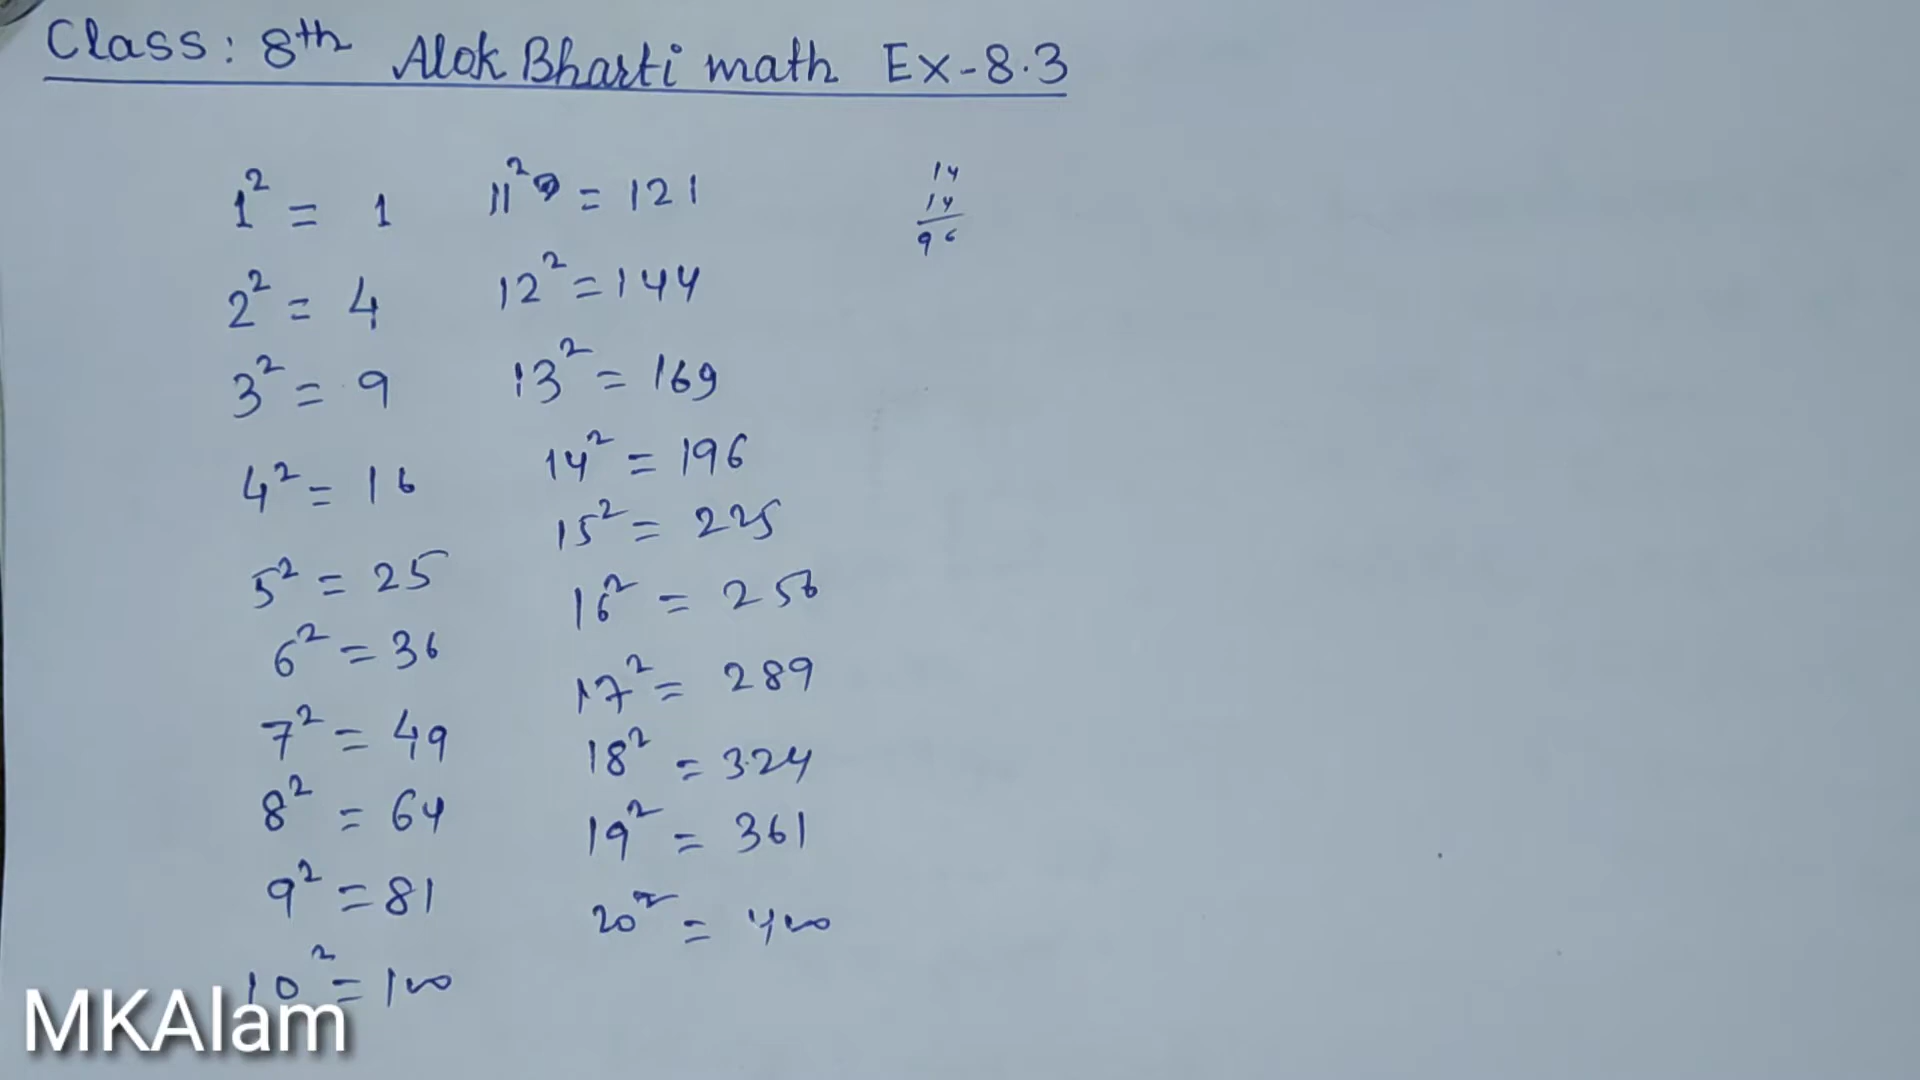 Class: 8th Alok Bharti math Ex-8.3
1² = 1
2² = 4
3² = 9
4² = 16
5² = 25
6² = 36
7² = 49
8² = 64
9² = 81
10² = 100
11² = 121
12² = 144
13² = 169
14² = 196
15² = 225
16² = 256
17² = 289
18² = 324
19² = 361
20² = 400
14
14
96
MKAlam